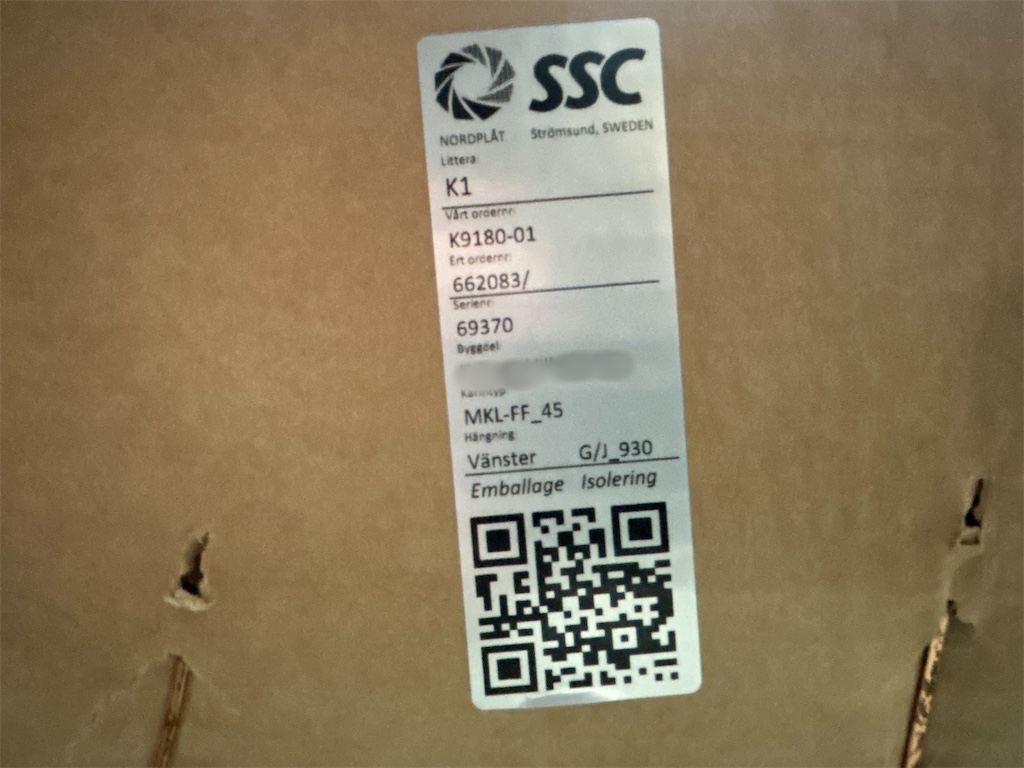 SSC
NORDPLÅT Strömsund, SWEDEN
Littera:
K1
Vårt ordernr:
K9180-01
Ert ordernr:
662083/
Serienr:
69370
Byggdel:
Karmtyp:
MKL-FF_45
Hängning:
Vänster G/J_930
Emballage Isolering